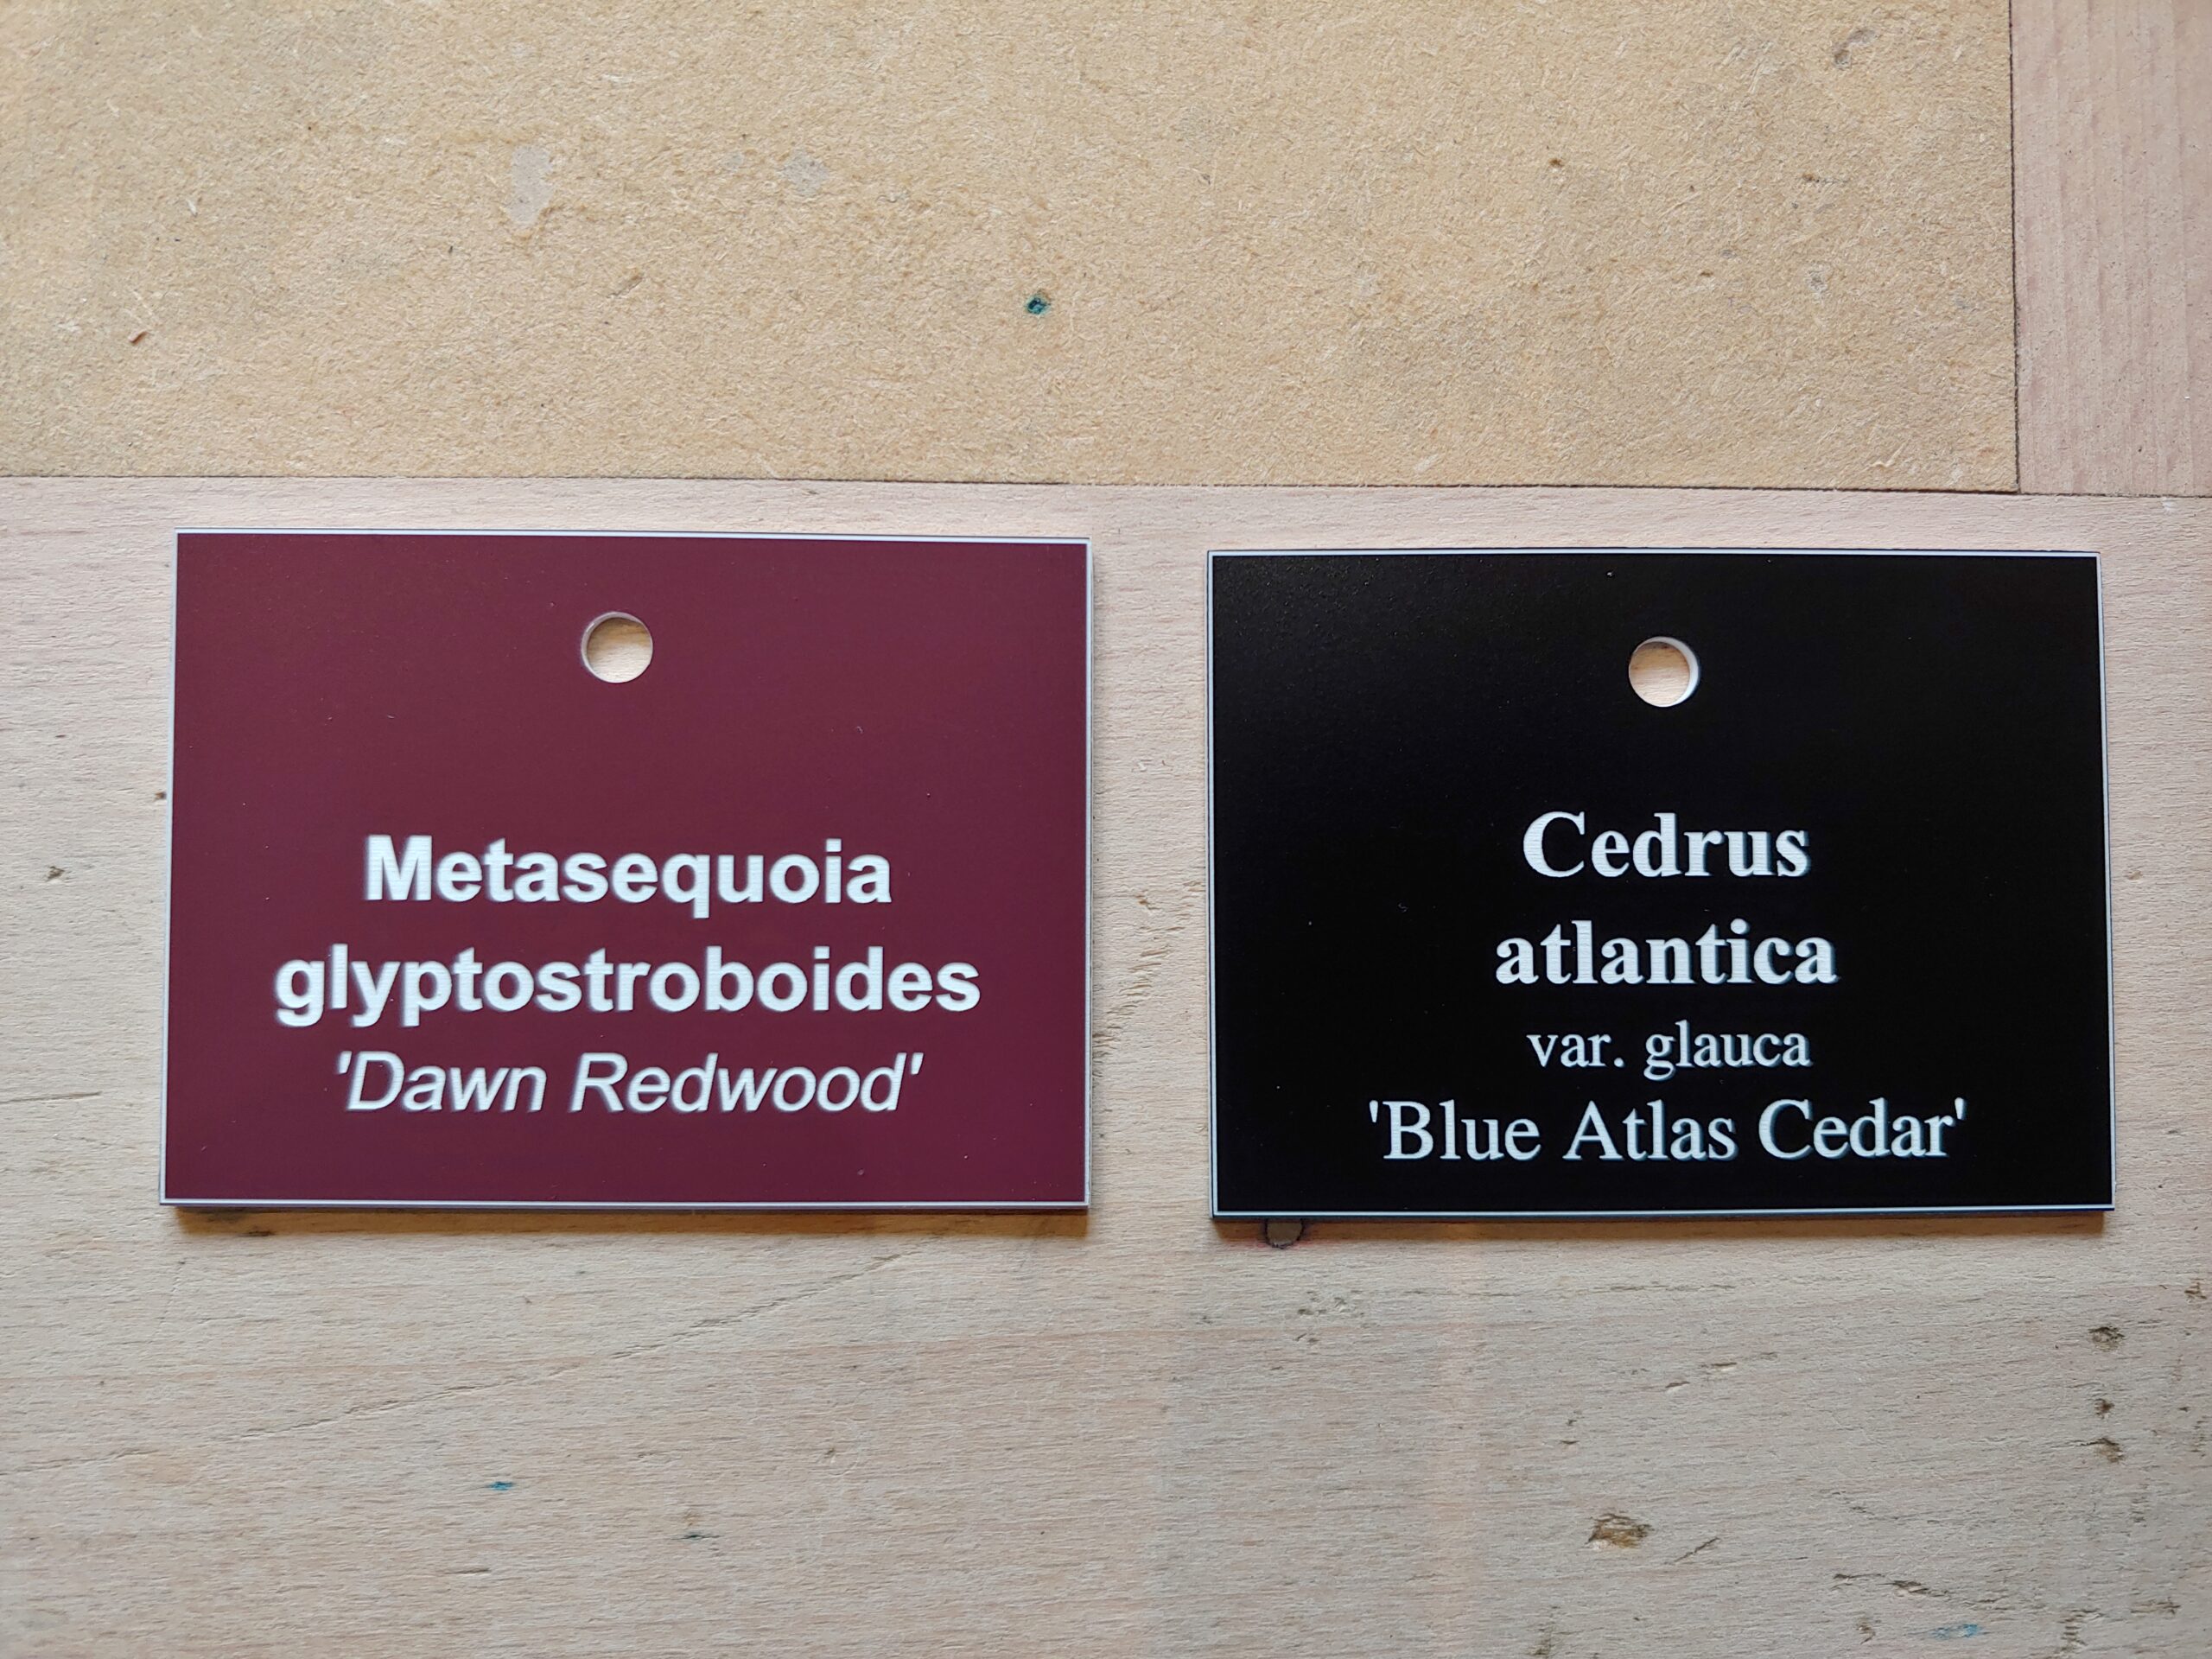 Metasequoia
glyptostroboides
'Dawn Redwood'
Cedrus
atlantica
var. glauca
'Blue Atlas Cedar'